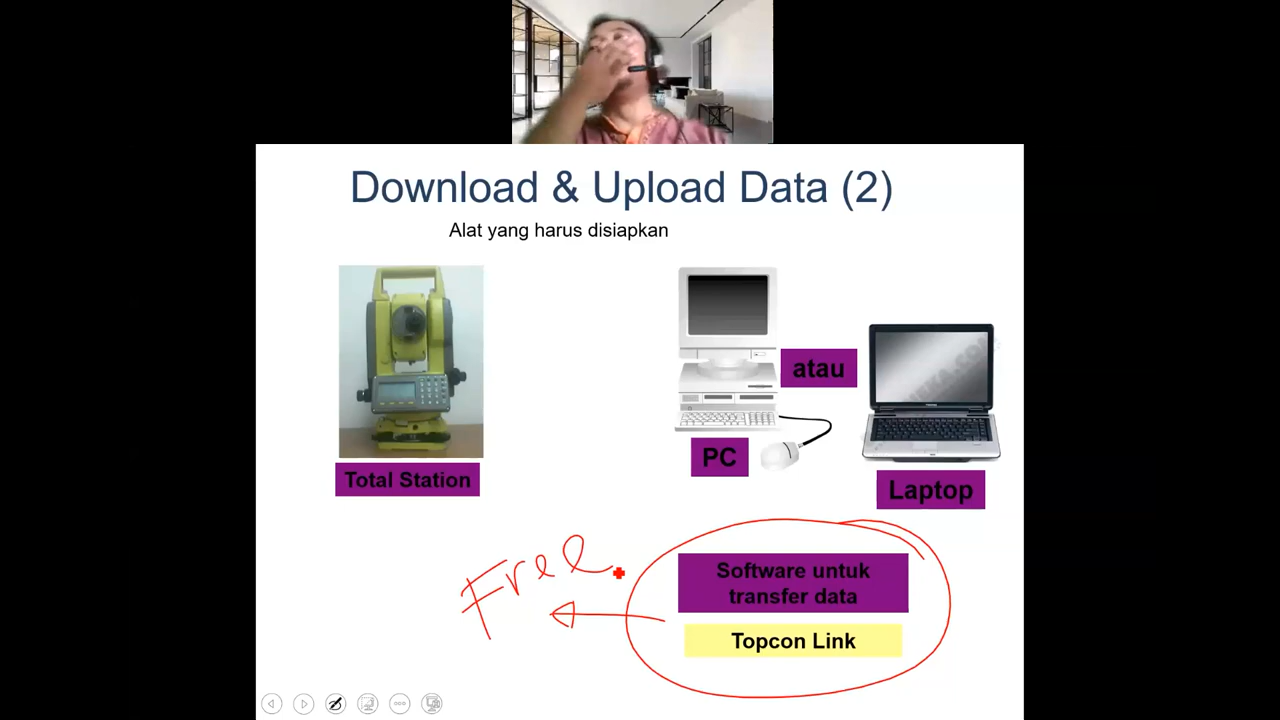 Download & Upload Data (2)
Alat yang harus disiapkan
atau
PC
Total Station
Laptop
Free
Software untuk
transfer data
Topcon Link